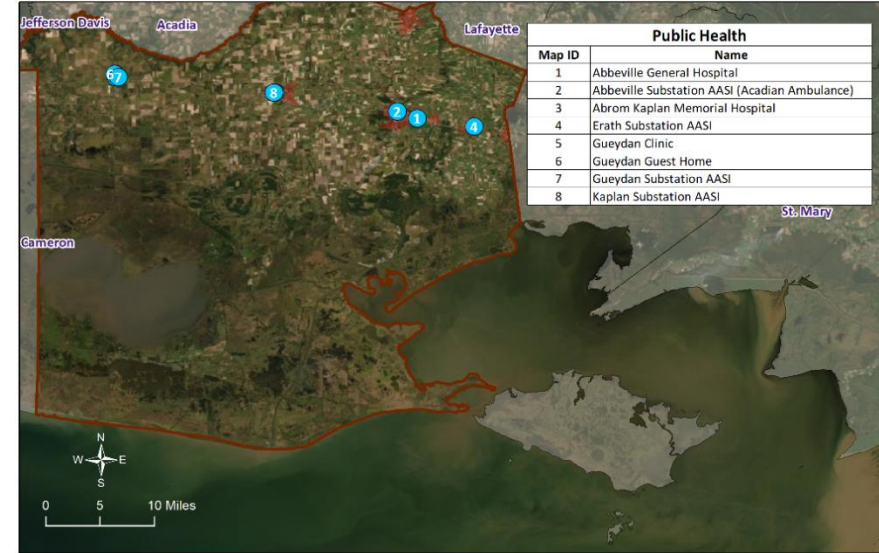 Jefferson Davis
Acadia
Lafayette
Public Health
Map ID Name
1 Abbeville General Hospital
2 Abbeville Substation AASI (Acadian Ambulance)
3 Abrom Kaplan Memorial Hospital
4 Erath Substation AASI
5 Gueydan Clinic
6 Gueydan Guest Home
7 Gueydan Substation AASI
8 Kaplan Substation AASI
6 7
8
2
1
4
St. Mary
Cameron
N
W E
S
0 5 10 Miles